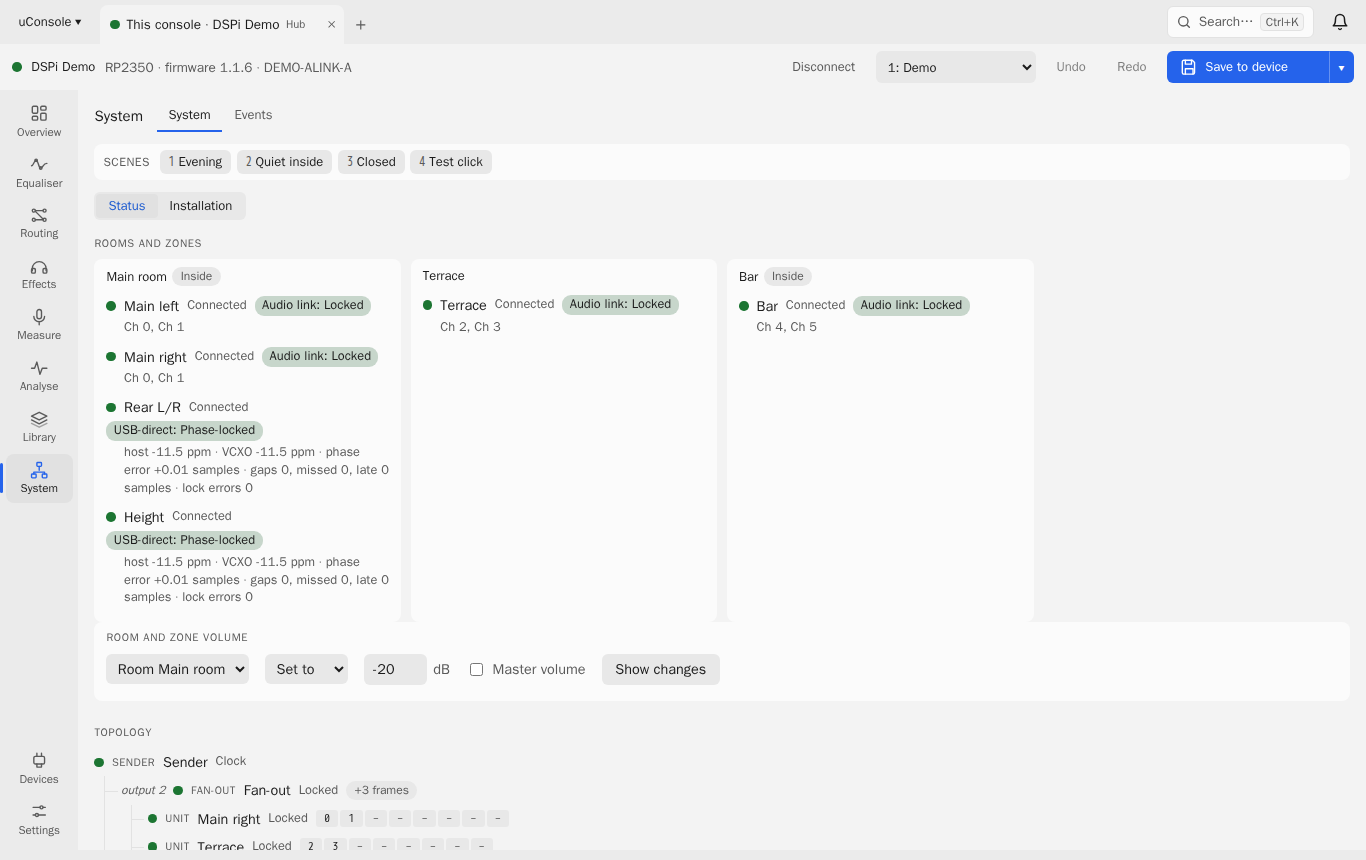 uConsole ▾
This console · DSPi Demo Hub × +
Search⋯ Ctrl+K
DSPi Demo RP2350 · firmware 1.1.6 · DEMO-ALINK-A
Disconnect 1: Demo Undo Redo Save to device ▾
Overview
Equaliser
Routing
Effects
Measure
Analyse
Library
System
Devices
Settings
System System Events
SCENES 1 Evening 2 Quiet inside 3 Closed 4 Test click
Status Installation
ROOMS AND ZONES
Main room Inside
Main left Connected Audio link: Locked
Ch 0, Ch 1
Main right Connected Audio link: Locked
Ch 0, Ch 1
Rear L/R Connected
USB-direct: Phase-locked
host -11.5 ppm · VCXO -11.5 ppm · phase
error +0.01 samples · gaps 0, missed 0, late 0
samples · lock errors 0
Height Connected
USB-direct: Phase-locked
host -11.5 ppm · VCXO -11.5 ppm · phase
error +0.01 samples · gaps 0, missed 0, late 0
samples · lock errors 0
Terrace
Terrace Connected Audio link: Locked
Ch 2, Ch 3
Bar Inside
Bar Connected Audio link: Locked
Ch 4, Ch 5
ROOM AND ZONE VOLUME
Room Main room Set to -20 dB Master volume Show changes
TOPOLOGY
SENDER Sender Clock
output 2 FAN-OUT Fan-out Locked +3 frames
UNIT Main right Locked 0 1 – – – – – –
UNIT Terrace Locked 2 3 – – – – – –